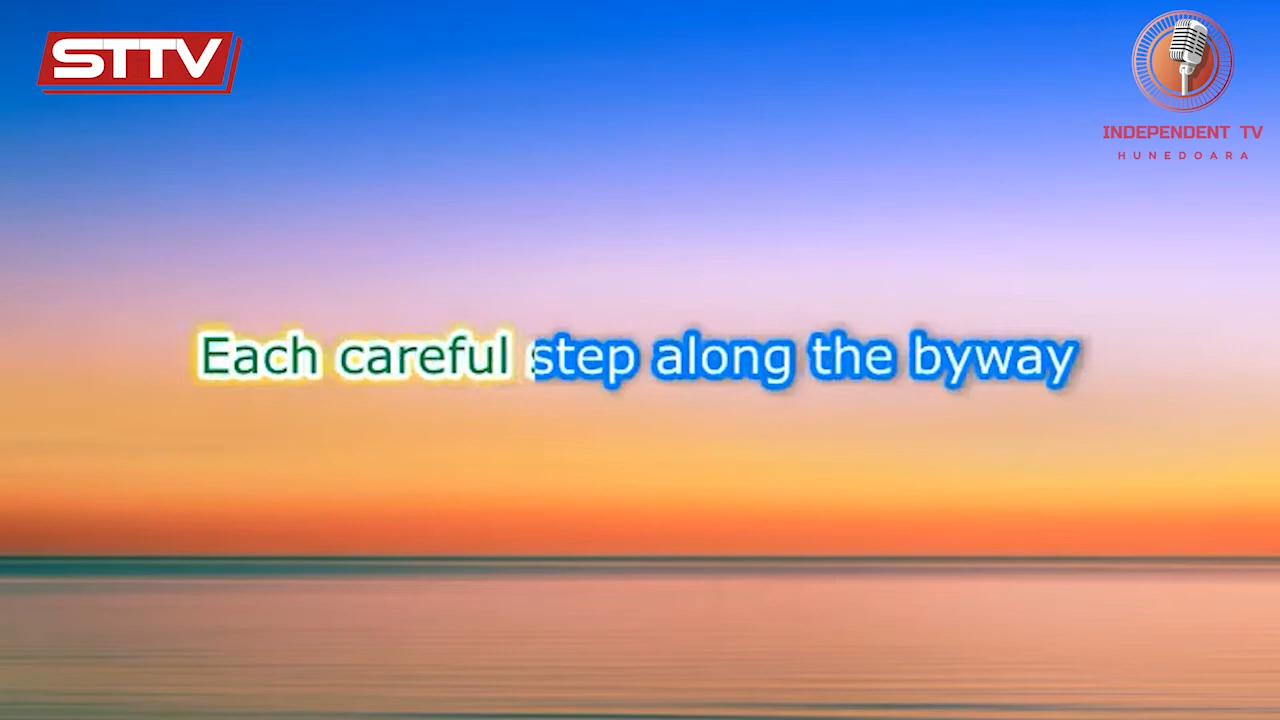 STTV
INDEPENDENT TV
HUNEDOARA
Each careful step along the byway